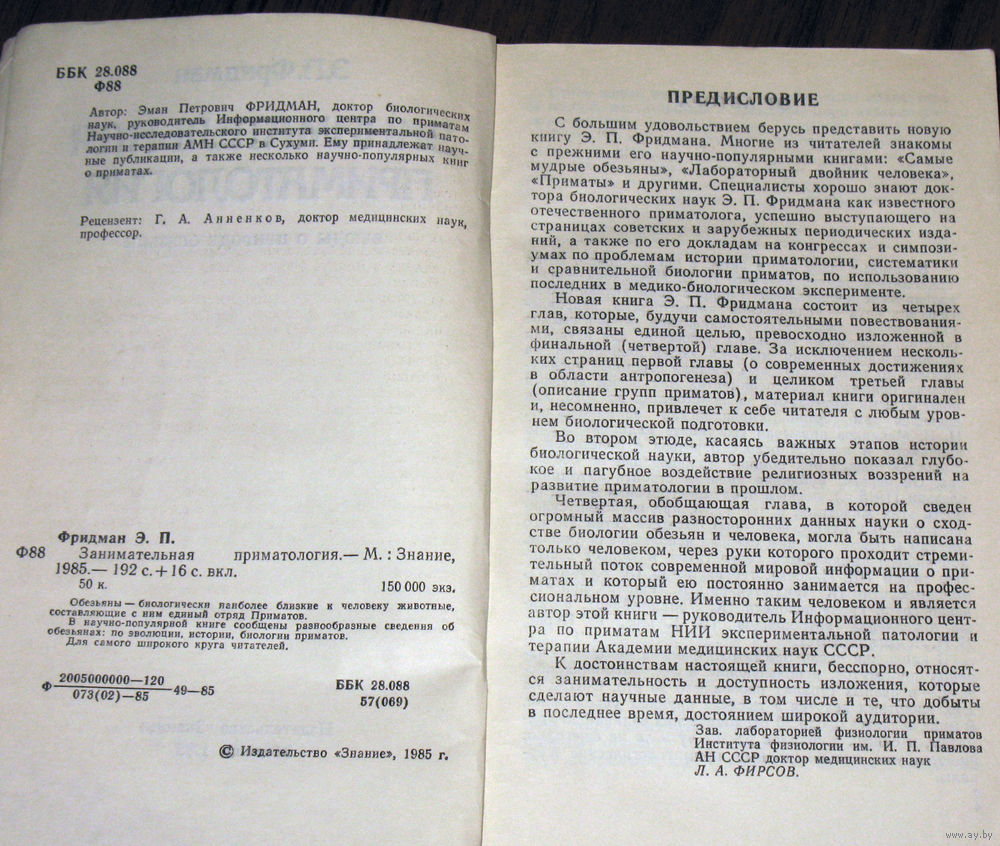 ББК 28.088
Ф88
Автор: Эман Петрович ФРИДМАН, доктор биологических
наук, руководитель Информационного центра по приматам
Научно-исследовательского института экспериментальной пато-
логии и терапии АМН СССР в Сухуми. Ему принадлежат науч-
ные публикации, а также несколько научно-популярных книг
о приматах.
Рецензент: Г. А. Анненков, доктор медицинских наук,
профессор.
Фридман Э. П.
Ф88 Занимательная приматология.— М. : Знание,
1985.— 192 с. + 16 с. вкл.
50 к. 150 000 экз.
Обезьяны — биологически наиболее близкие к человеку животные,
составляющие с ним единый отряд Приматов.
В научно-популярной книге сообщены разнообразные сведения об
обезьянах: по эволюции, истории, биологии приматов.
Для самого широкого круга читателей.
2005000000—120
Ф 49—85 ББК 28.088
073(02)—85 57(069)
© Издательство «Знание», 1985 г.
ПРЕДИСЛОВИЕ
С большим удовольствием берусь представить новую
книгу Э. П. Фридмана. Многие из читателей знакомы
с прежними его научно-популярными книгами: «Самые
мудрые обезьяны», «Лабораторный двойник человека»,
«Приматы» и другими. Специалисты хорошо знают док-
тора биологических наук Э. П. Фридмана как известного
отечественного приматолога, успешно выступающего на
страницах советских и зарубежных периодических изда-
ний, а также по его докладам на конгрессах и симпози-
умах по проблемам истории приматологии, систематики
и сравнительной биологии приматов, по использованию
последних в медико-биологическом эксперименте.
Новая книга Э. П. Фридмана состоит из четырех
глав, которые, будучи самостоятельными повествования-
ми, связаны единой целью, превосходно изложенной в
финальной (четвертой) главе. За исключением несколь-
ких страниц первой главы (о современных достижениях
в области антропогенеза) и целиком третьей главы
(описание групп приматов), материал книги оригинален
и, несомненно, привлечет к себе читателя с любым уров-
нем биологической подготовки.
Во втором этюде, касаясь важных этапов истории
биологической науки, автор убедительно показал глубо-
кое и пагубное воздействие религиозных воззрений на
развитие приматологии в прошлом.
Четвертая, обобщающая глава, в которой сведен
огромный массив разносторонних данных науки о сход-
стве биологии обезьян и человека, могла быть написана
только человеком, через руки которого проходит стреми-
тельный поток современной мировой информации о при-
матах и который ею постоянно занимается на профес-
сиональном уровне. Именно таким человеком и является
автор этой книги — руководитель Информационного цент-
ра по приматам НИИ экспериментальной патологии и
терапии Академии медицинских наук СССР.
К достоинствам настоящей книги, бесспорно, относят-
ся занимательность и доступность изложения, которые
сделают научные данные, в том числе и те, что добыты
в последнее время, достоянием широкой аудитории.
Зав. лабораторией физиологии приматов
Института физиологии им. И. П. Павлова
АН СССР доктор медицинских наук
Л. А. ФИРСОВ.
www.ay.by